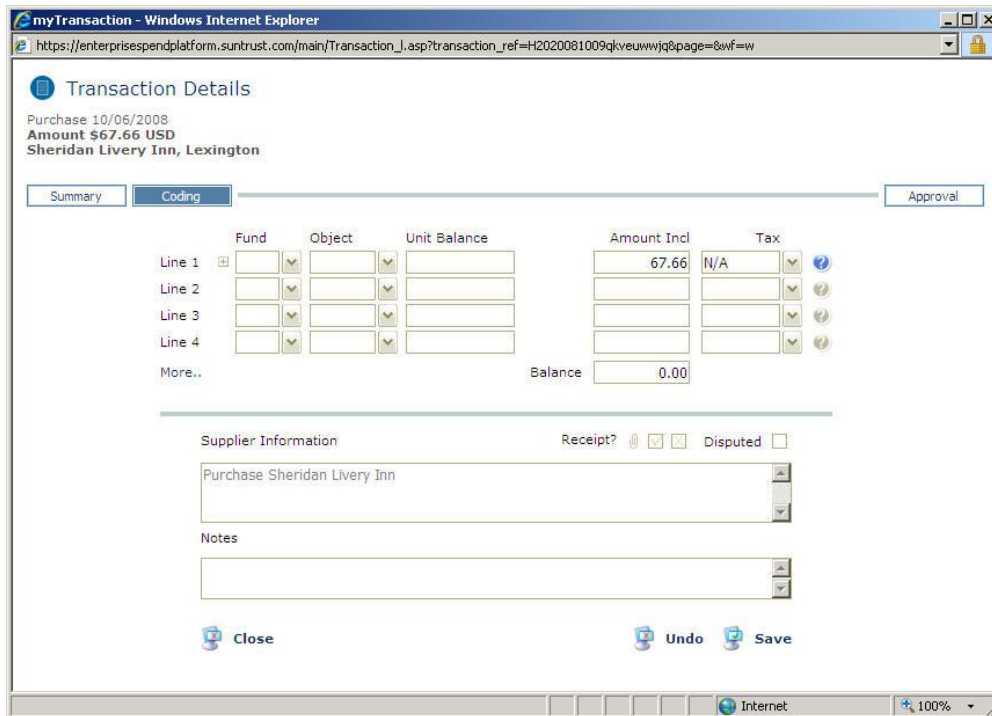 myTransaction - Windows Internet Explorer
https://enterprisespendplatform.suntrust.com/main/Transaction_l.asp?transaction_ref=H2020081009qkveuwwjq&page=&wf=w
Transaction Details
Purchase 10/06/2008
Amount $67.66 USD
Sheridan Livery Inn, Lexington
Summary Coding Approval
Fund Object Unit Balance Amount Incl Tax
Line 1 67.66 N/A
Line 2
Line 3
Line 4
More.. Balance 0.00
Supplier Information Receipt? Disputed
Purchase Sheridan Livery Inn
Notes
Close Undo Save
Internet 100%